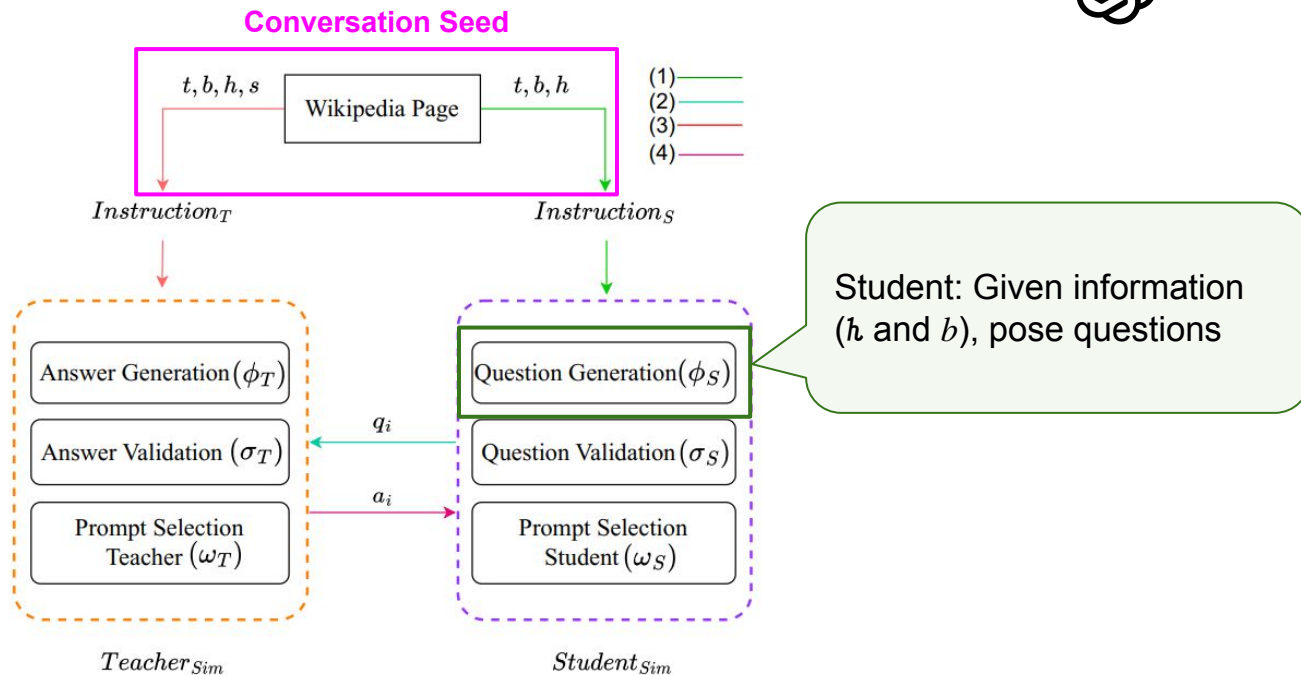 Conversation Seed
t, b, h, s
Wikipedia Page
t, b, h
(1)
(2)
(3)
(4)
Instruction_T
Instruction_S
Student: Given information
(h and b), pose questions
Answer Generation(ϕ_T)
Answer Validation (σ_T)
Prompt Selection
Teacher (ω_T)
q_i
a_i
Question Generation(ϕ_S)
Question Validation(σ_S)
Prompt Selection
Student (ω_S)
Teacher_Sim
Student_Sim